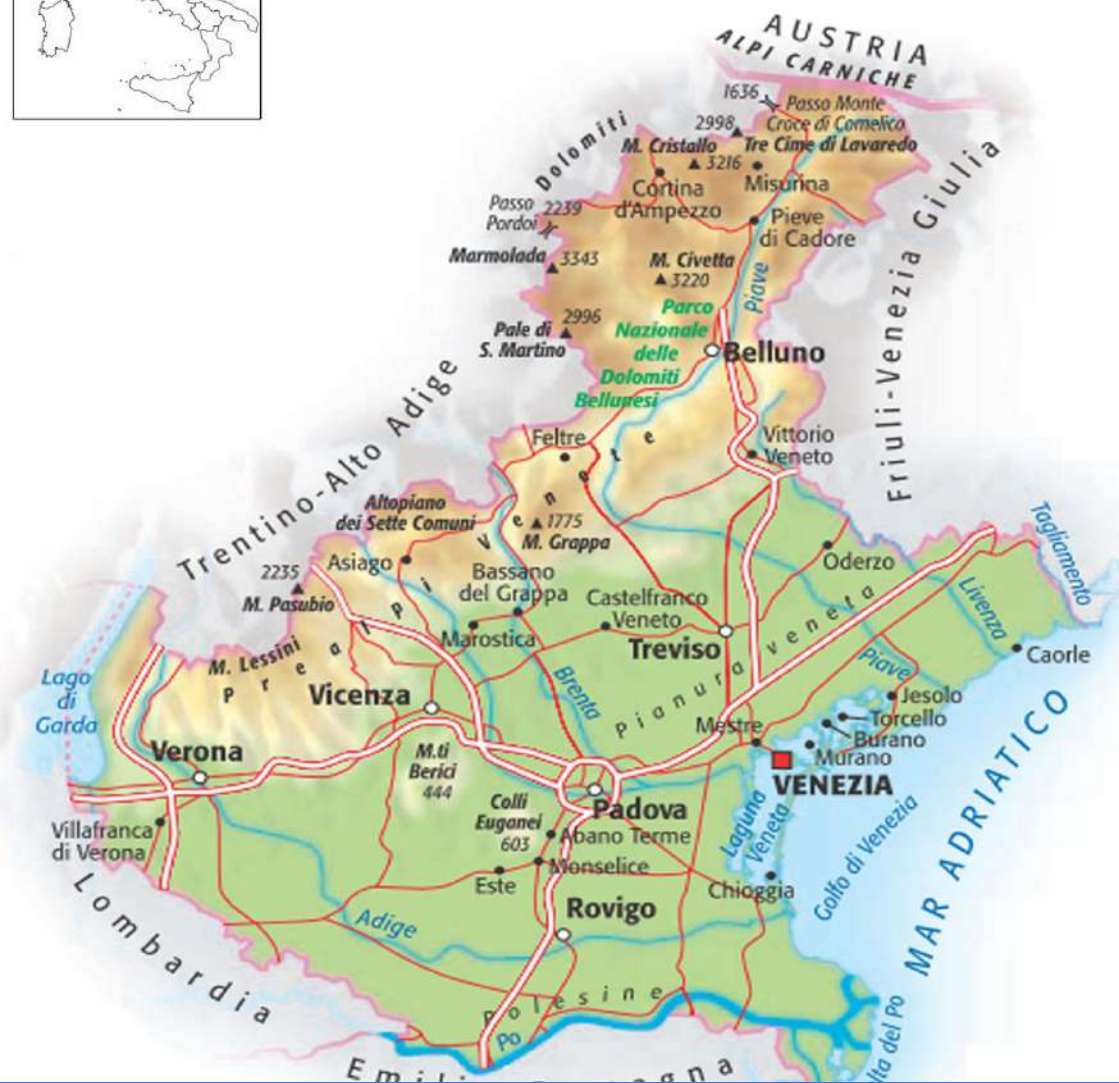 AUSTRIA
ALPI CARNICHE
1636
Passo Monte
Croce di Comelico
2998
Tre Cime di Lavaredo
Dolomiti
M. Cristallo
3216
Misurina
Cortina
d'Ampezzo
Passo
Pordoi
2239
Pieve
di Cadore
Friuli-Venezia Giulia
Marmolada
3343
M. Civetta
3220
Piave
Pale di
S. Martino
2996
Parco
Nazionale
delle
Dolomiti
Bellunesi
Belluno
Trentino-Alto Adige
Feltre
Vittorio
Veneto
Altopiano
dei Sette Comuni
1775
M. Grappa
Prealpi Venete
Asiago
2235
M. Pasubio
Bassano
del Grappa
Castelfranco
Veneto
Oderzo
Tagliamento
Livenza
Marostica
Treviso
Pianura veneta
M. Lessini
Lago
di
Garda
Vicenza
Brenta
Piave
Caorle
Jesolo
Torcello
Burano
Murano
Mestre
VENEZIA
Verona
M.ti
Berici
444
Padova
Colli
Euganei
603
Abano Terme
Laguna
Veneta
Golfo di Venezia
MAR ADRIATICO
Villafranca
di Verona
Monselice
Este
Chioggia
Lombardia
Adige
Rovigo
Polesine
Po
lta del Po